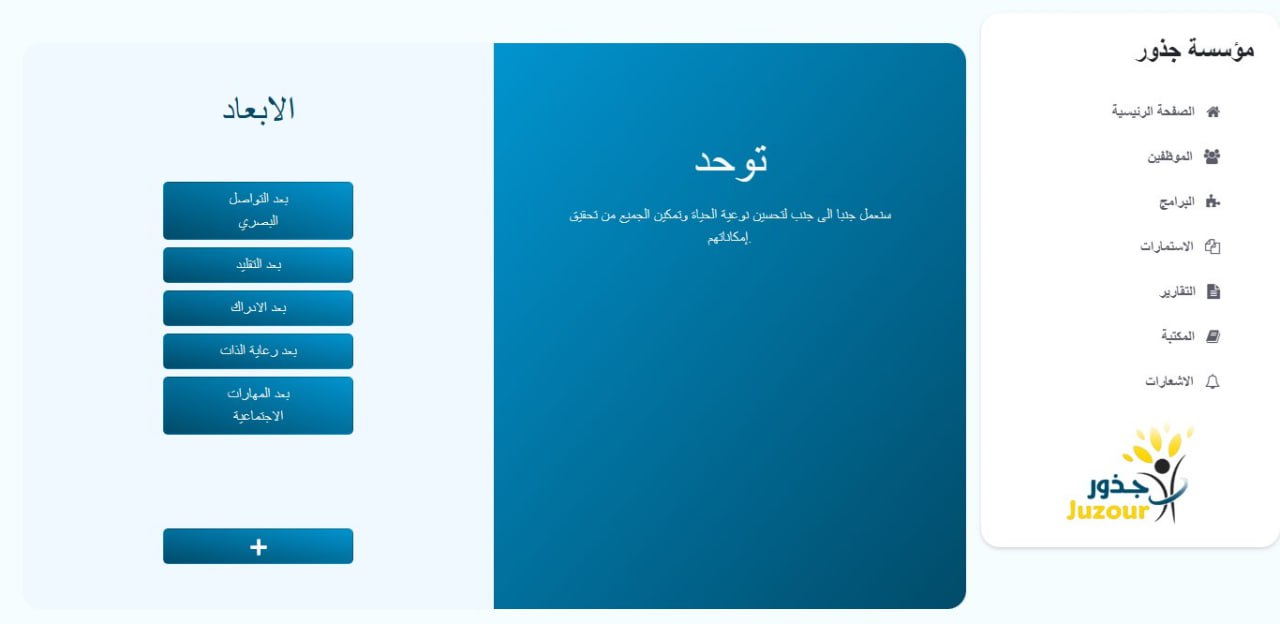 مؤسسة جذور
الصفحة الرئيسية
الموظفين
البرامج
الاستمارات
التقارير
المكتبة
الاشعارات
جذور
Juzour
توحد
سنعمل جنبا الى جنب لتحسين نوعية الحياة وتمكين الجميع من تحقيق
.إمكاناتهم
الابعاد
بعد التواصل
البصري
بعد التقليد
بعد الادراك
بعد رعاية الذات
بعد المهارات
الاجتماعية
+